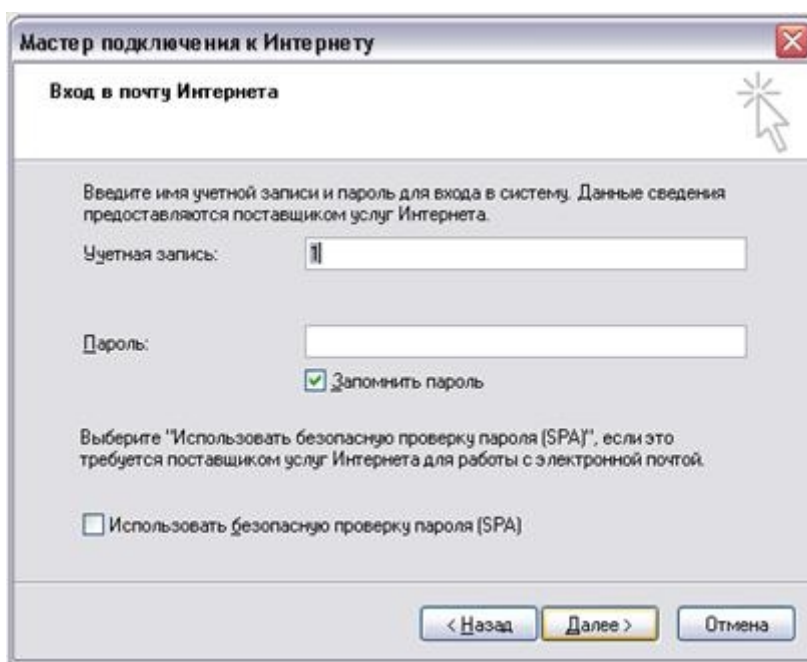 Мастер подключения к Интернету
Вход в почту Интернета
Введите имя учетной записи и пароль для входа в систему. Данные сведения
предоставляются поставщиком услуг Интернета.
Учетная запись:
1
Пароль:
Запомнить пароль
Выберите "Использовать безопасную проверку пароля (SPA)", если это
требуется поставщиком услуг Интернета для работы с электронной почтой.
Использовать безопасную проверку пароля (SPA)
< Назад
Далее >
Отмена